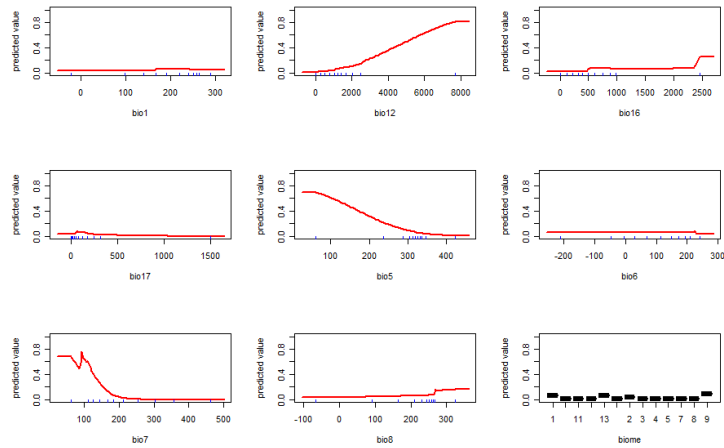 predicted value
0.0 0.4 0.8
0 100 200 300
bio1
predicted value
0.0 0.4 0.8
0 2000 4000 6000 8000
bio12
predicted value
0.0 0.4 0.8
0 500 1000 1500 2000 2500
bio16
predicted value
0.0 0.4 0.8
0 500 1000 1500
bio17
predicted value
0.0 0.4 0.8
100 200 300 400
bio5
predicted value
0.0 0.4 0.8
-200 -100 0 100 200 300
bio6
predicted value
0.0 0.4 0.8
100 200 300 400 500
bio7
predicted value
0.0 0.4 0.8
-100 0 100 200 300
bio8
predicted value
0.0 0.4 0.8
1 11 13 2 3 4 5 7 8 9
biome